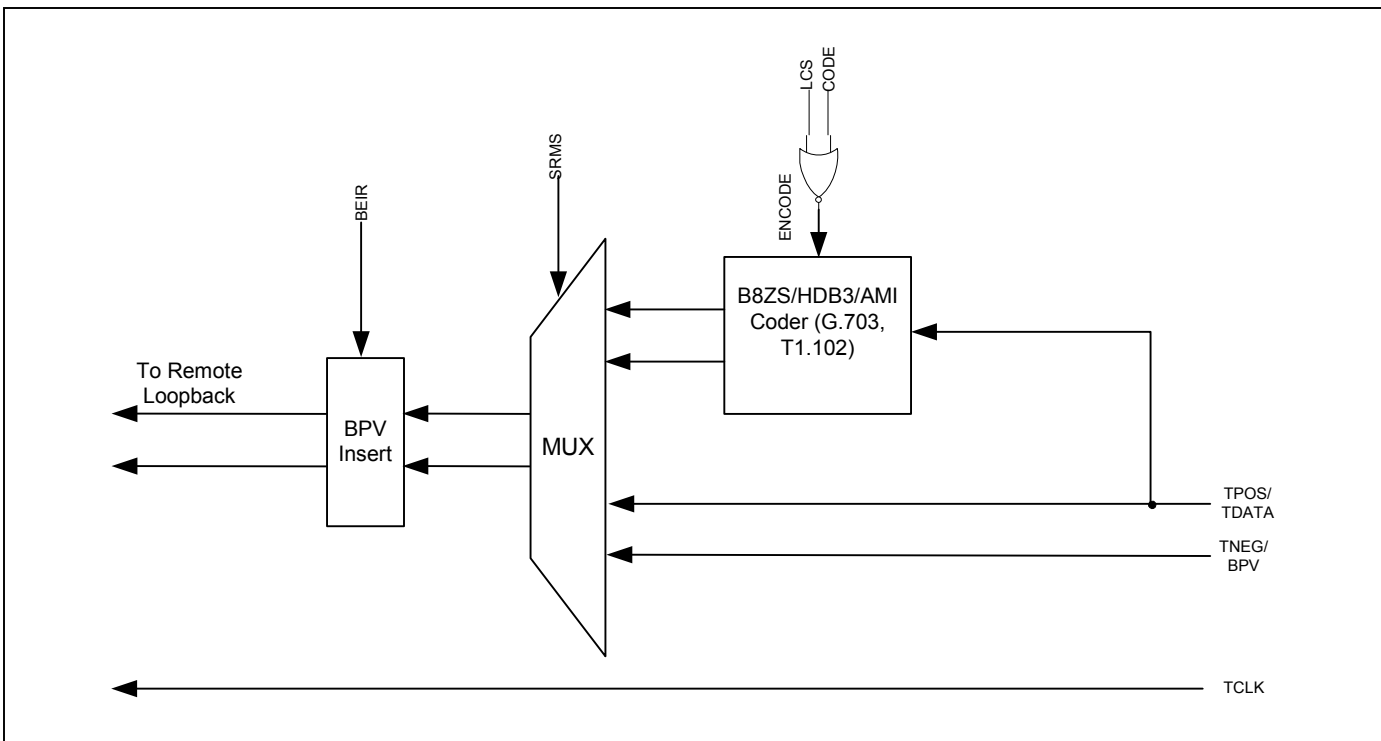 LCS
CODE
SRMS
ENCODE
BEIR
B8ZS/HDB3/AMI
Coder (G.703,
T1.102)
To Remote
Loopback
BPV
Insert
MUX
TPOS/
TDATA
TNEG/
BPV
TCLK